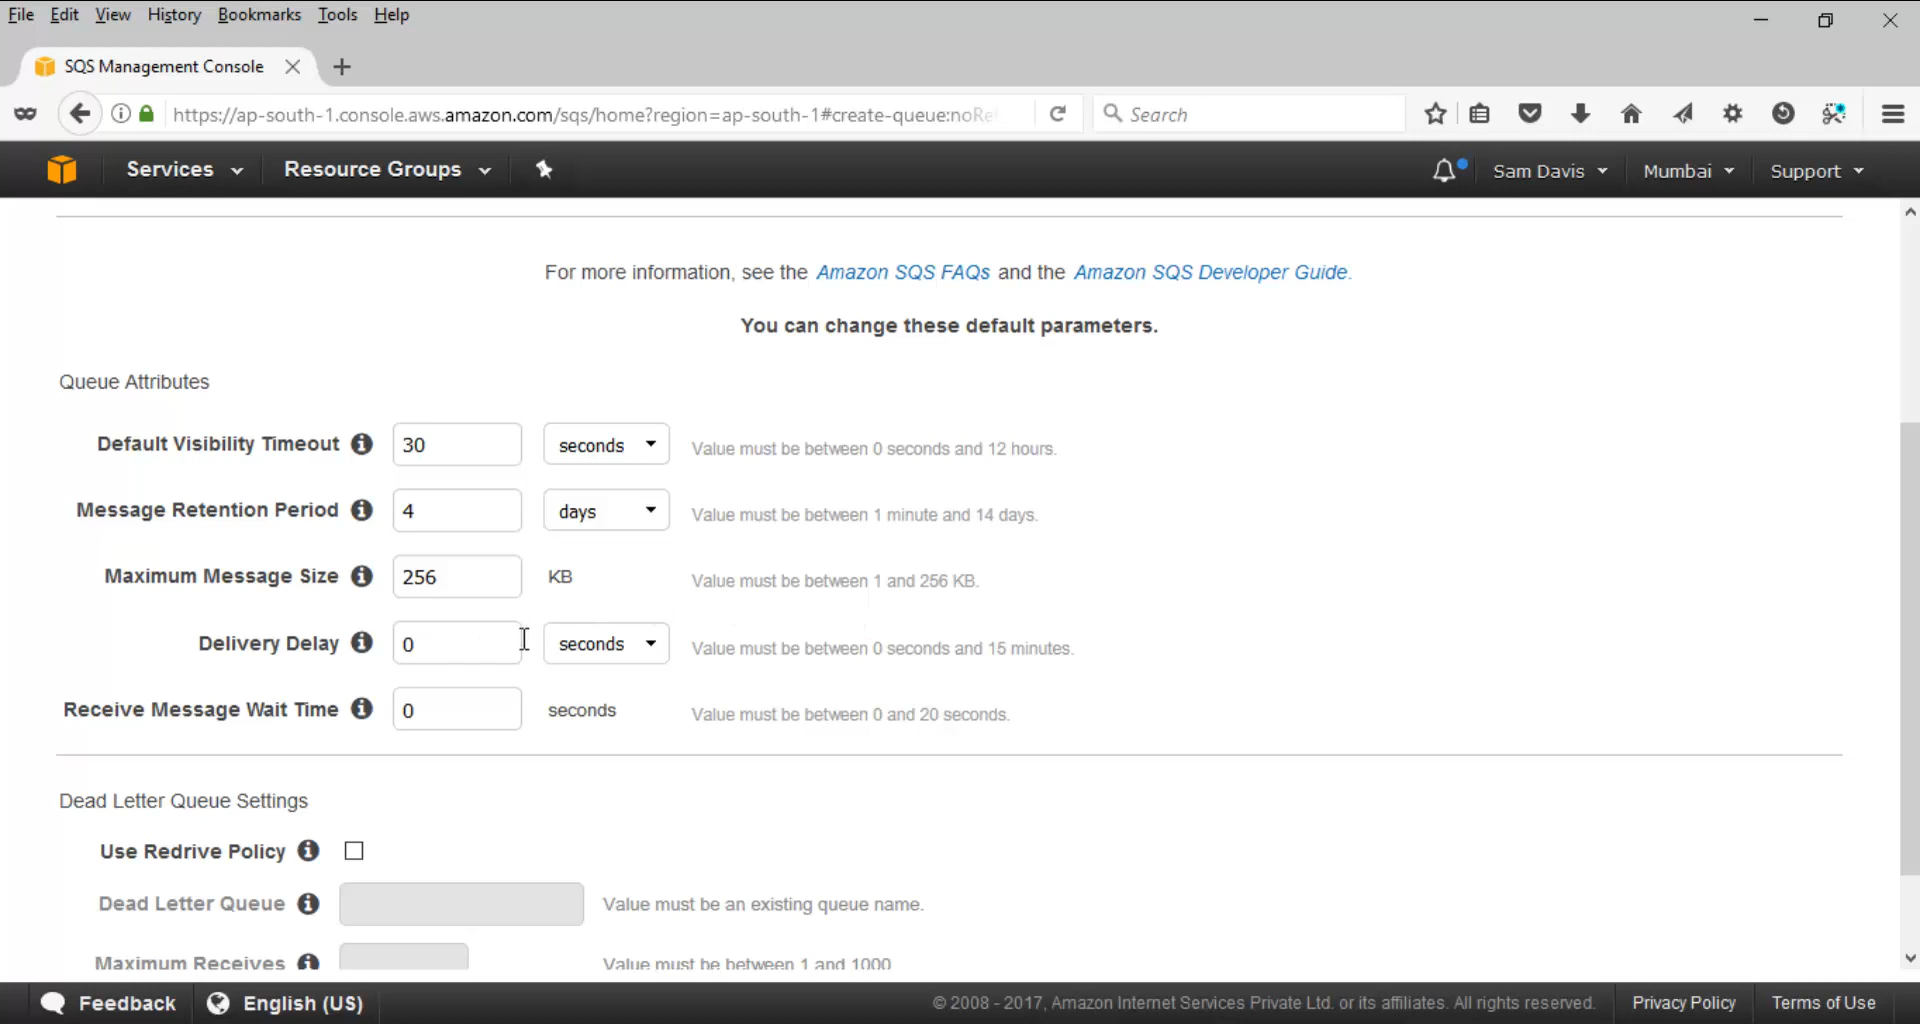 File Edit View History Bookmarks Tools Help
SQS Management Console
https://ap-south-1.console.aws.amazon.com/sqs/home?region=ap-south-1#create-queue:noRe
Search
Services Resource Groups Sam Davis Mumbai Support
For more information, see the Amazon SQS FAQs and the Amazon SQS Developer Guide.
You can change these default parameters.
Queue Attributes
Default Visibility Timeout 30 seconds Value must be between 0 seconds and 12 hours.
Message Retention Period 4 days Value must be between 1 minute and 14 days.
Maximum Message Size 256 KB Value must be between 1 and 256 KB.
Delivery Delay 0 seconds Value must be between 0 seconds and 15 minutes.
Receive Message Wait Time 0 seconds Value must be between 0 and 20 seconds.
Dead Letter Queue Settings
Use Redrive Policy
Dead Letter Queue Value must be an existing queue name.
Maximum Receives Value must be between 1 and 1000
Feedback English (US) © 2008 - 2017, Amazon Internet Services Private Ltd. or its affiliates. All rights reserved. Privacy Policy Terms of Use